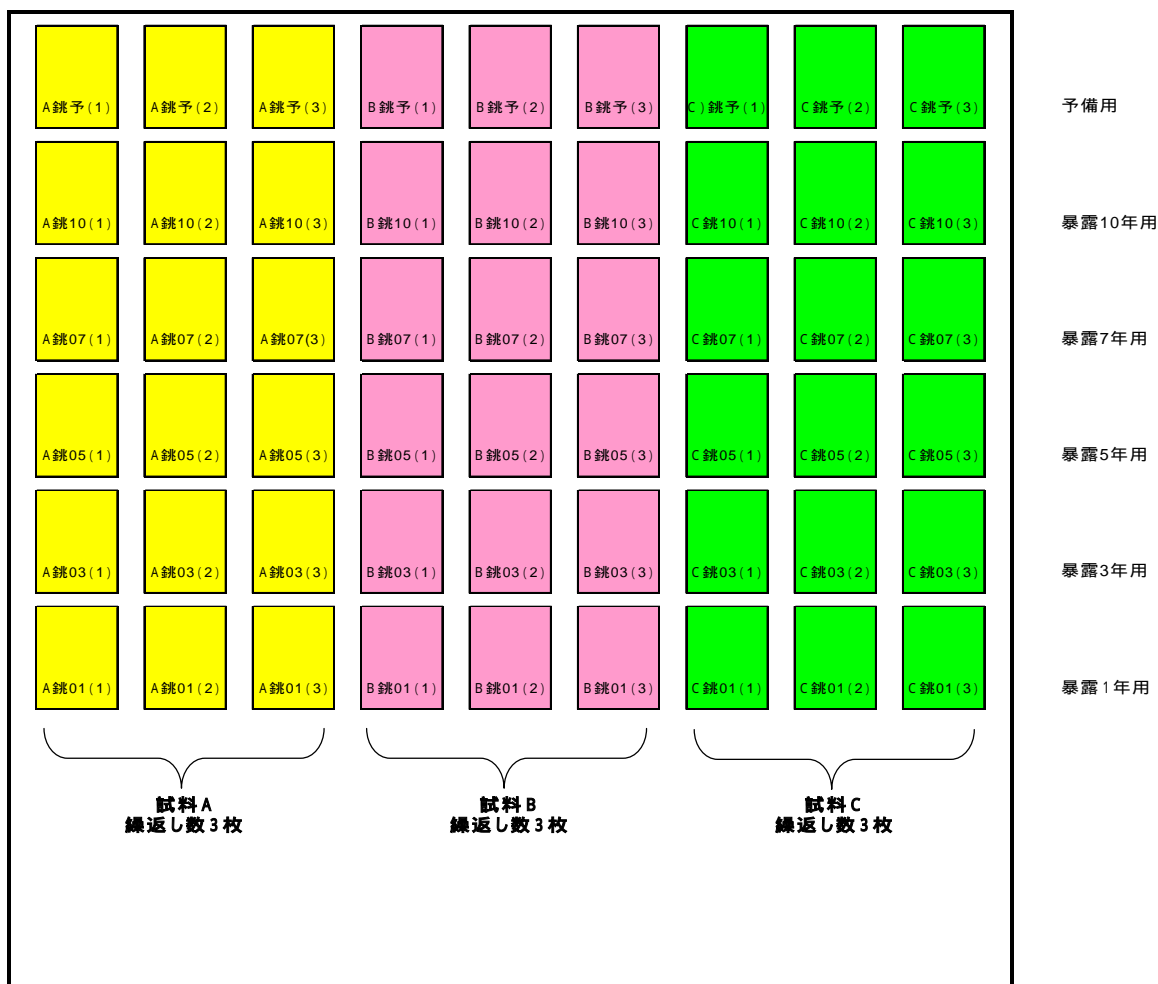 A銚予(1) A銚予(2) A銚予(3) B銚予(1) B銚予(2) B銚予(3) C)銚予(1) C銚予(2) C銚予(3) 予備用
A銚10(1) A銚10(2) A銚10(3) B銚10(1) B銚10(2) B銚10(3) C銚10(1) C銚10(2) C銚10(3) 暴露10年用
A銚07(1) A銚07(2) A銚07(3) B銚07(1) B銚07(2) B銚07(3) C銚07(1) C銚07(2) C銚07(3) 暴露7年用
A銚05(1) A銚05(2) A銚05(3) B銚05(1) B銚05(2) B銚05(3) C銚05(1) C銚05(2) C銚05(3) 暴露5年用
A銚03(1) A銚03(2) A銚03(3) B銚03(1) B銚03(2) B銚03(3) C銚03(1) C銚03(2) C銚03(3) 暴露3年用
A銚01(1) A銚01(2) A銚01(3) B銚01(1) B銚01(2) B銚01(3) C銚01(1) C銚01(2) C銚01(3) 暴露1年用
試料A 試料B 試料C
繰返し数3枚 繰返し数3枚 繰返し数3枚